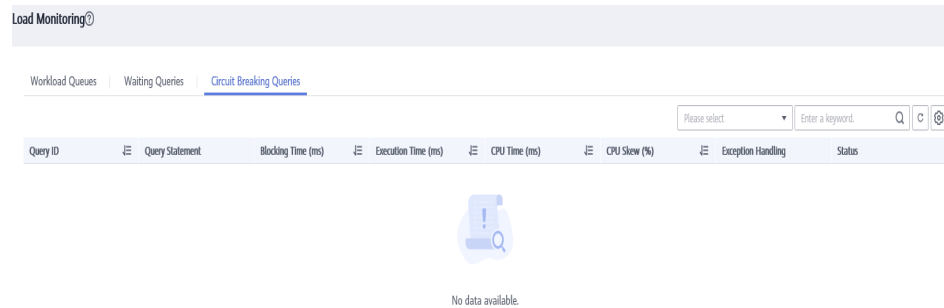 Load Monitoring
Workload Queues Waiting Queries Circuit Breaking Queries
Please select Enter a keyword.
Query ID Query Statement Blocking Time (ms) Execution Time (ms) CPU Time (ms) CPU Skew (%) Exception Handling Status
No data available.